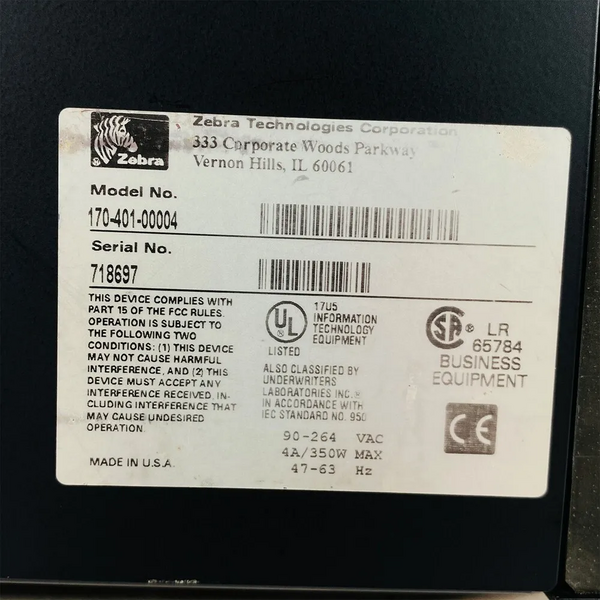 Zebra Technologies Corporation
333 Corporate Woods Parkway
Vernon Hills, IL 60061
® Zebra
Model No.
170-401-00004
Serial No.
718697
THIS DEVICE COMPLIES WITH
PART 15 OF THE FCC RULES.
OPERATION IS SUBJECT TO
THE FOLLOWING TWO
CONDITIONS: (1) THIS DEVICE
MAY NOT CAUSE HARMFUL
INTERFERENCE, AND (2) THIS
DEVICE MUST ACCEPT ANY
INTERFERENCE RECEIVED, IN-
CLUDING INTERFERENCE THAT
MAY CAUSE UNDESIRED
OPERATION.
MADE IN U.S.A.
UL ®
LISTED
17U5
INFORMATION
TECHNOLOGY
EQUIPMENT
ALSO CLASSIFIED BY
UNDERWRITERS
LABORATORIES INC.®
IN ACCORDANCE WITH
IEC STANDARD NO. 950
90-264 VAC
4A/350W MAX
47-63 Hz
SA ® LR
65784
BUSINESS
EQUIPMENT
CE